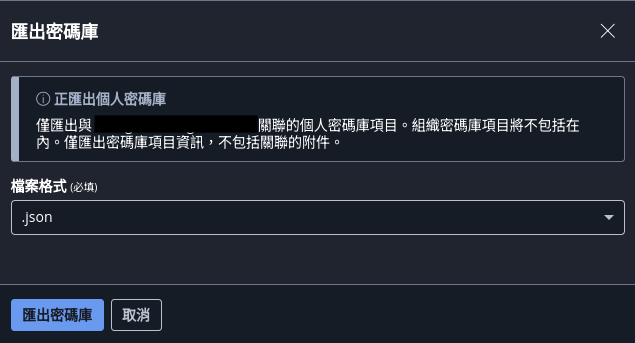 匯出密碼庫
正匯出個人密碼庫
僅匯出與 關聯的個人密碼庫項目。組織密碼庫項目將不包括在
內。僅匯出密碼庫項目資訊，不包括關聯的附件。
檔案格式 (必填)
.json
匯出密碼庫 取消